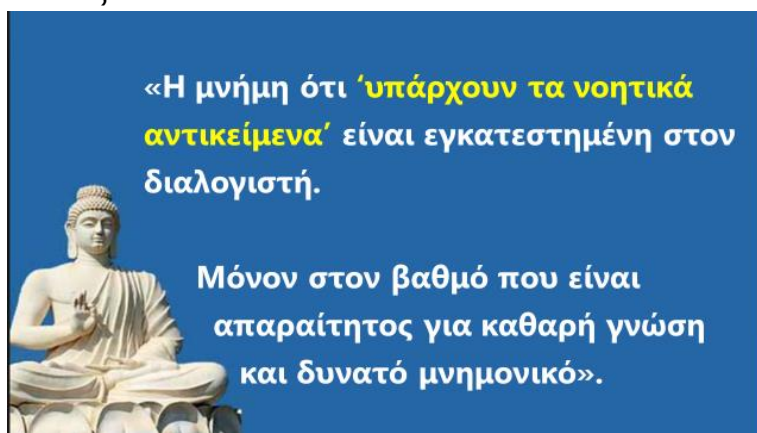 «Η μνήμη ότι ‘υπάρχουν τα νοητικά
αντικείμενα’ είναι εγκατεστημένη στον
διαλογιστή.
Μόνον στον βαθμό που είναι
απαραίτητος για καθαρή γνώση
και δυνατό μνημονικό».